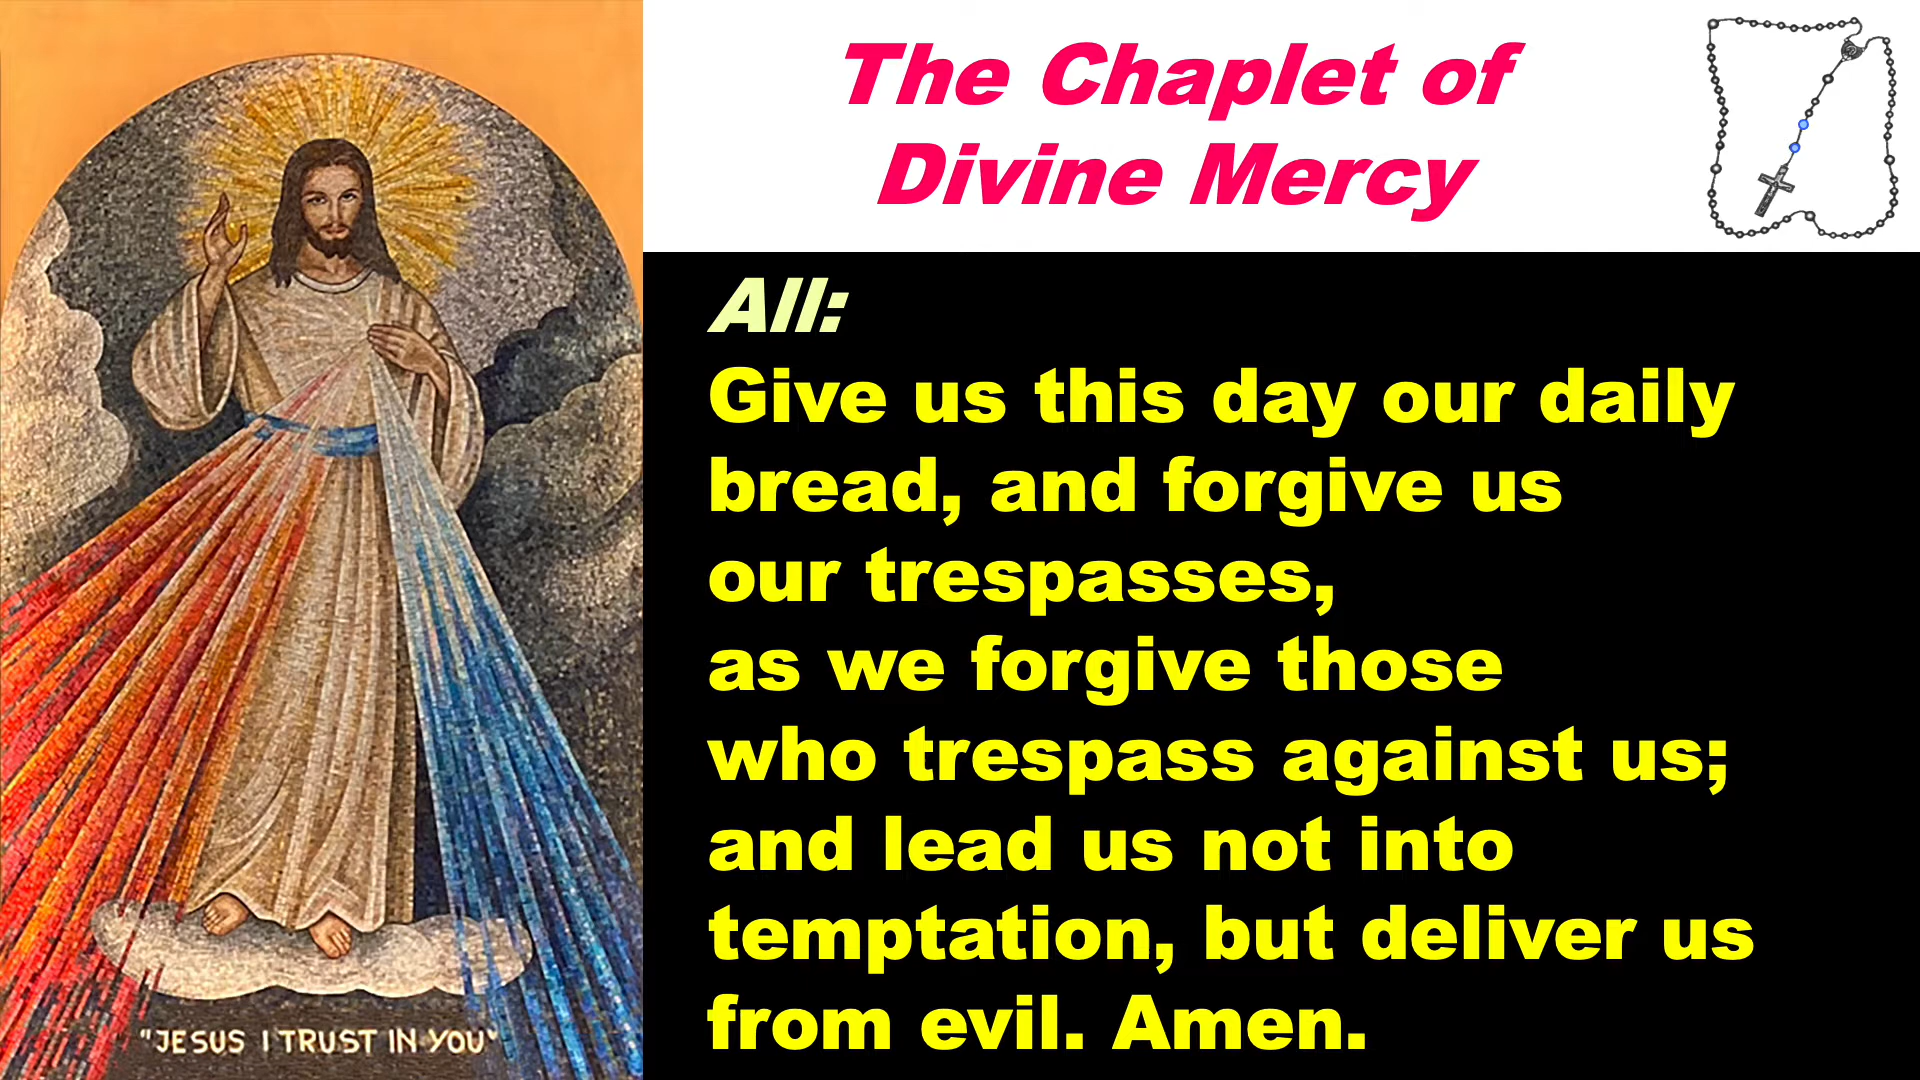 The Chaplet of
Divine Mercy
All:
Give us this day our daily
bread, and forgive us
our trespasses,
as we forgive those
who trespass against us;
and lead us not into
temptation, but deliver us
from evil. Amen.
"JESUS I TRUST IN YOU"